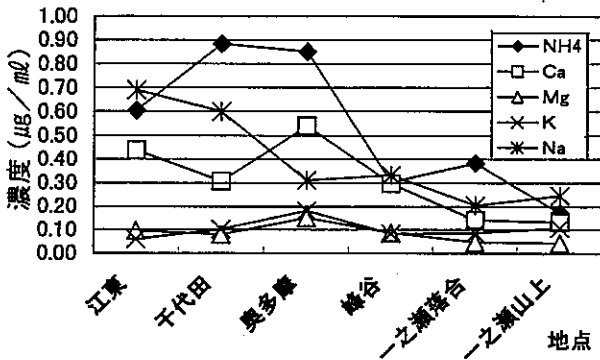 濃度(μg/ml)
1.00
0.90
0.80
0.70
0.60
0.50
0.40
0.30
0.20
0.10
0.00
NH4
Ca
Mg
K
Na
江東
千代田
奥多摩
峰谷
一之瀬落合
一之瀬山上
地点